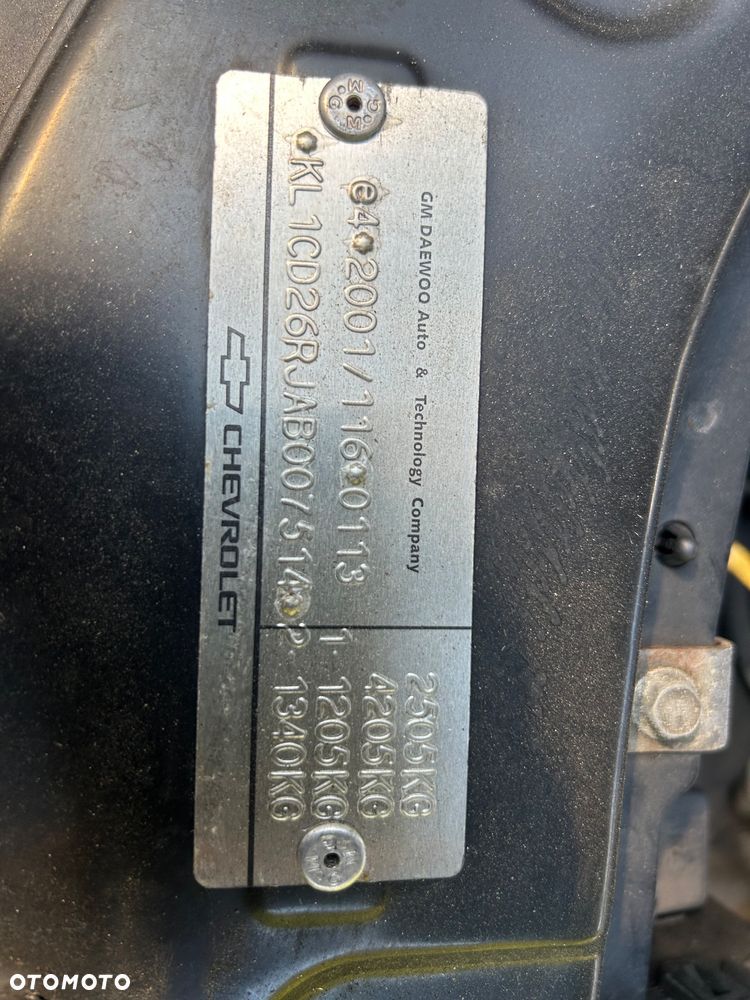 GM DAEWOO Auto & Technology Company
e4*2001/116*0113
*KL1CD26RJAB007514*
2505KG
4205KG
1-1205KG
2-1340KG
CHEVROLET
OTOMOTO